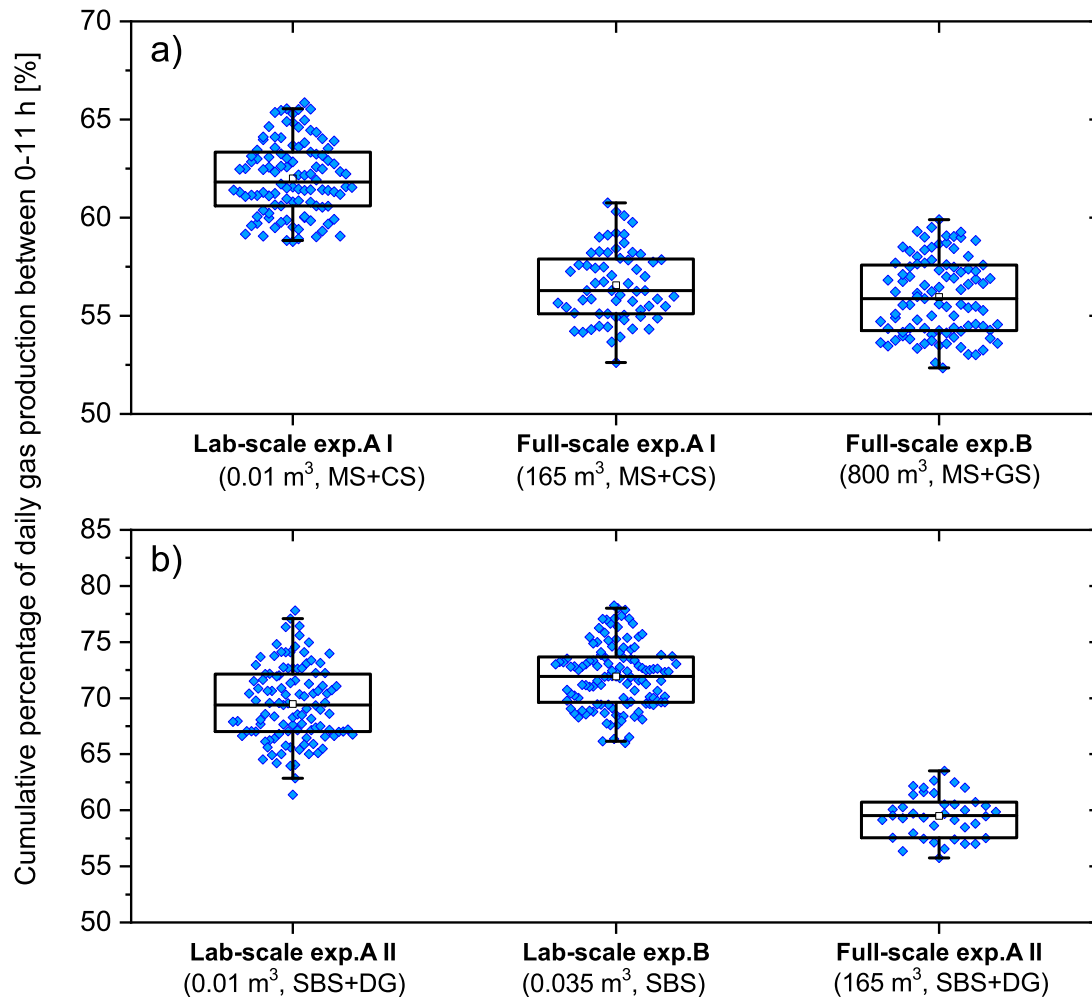 Cumulative percentage of daily gas production between 0-11 h [%]
a)
70
65
60
55
50
Lab-scale exp.A I
(0.01 m³, MS+CS)
Full-scale exp.A I
(165 m³, MS+CS)
Full-scale exp.B
(800 m³, MS+GS)
b)
85
80
75
70
65
60
55
50
Lab-scale exp.A II
(0.01 m³, SBS+DG)
Lab-scale exp.B
(0.035 m³, SBS)
Full-scale exp.A II
(165 m³, SBS+DG)